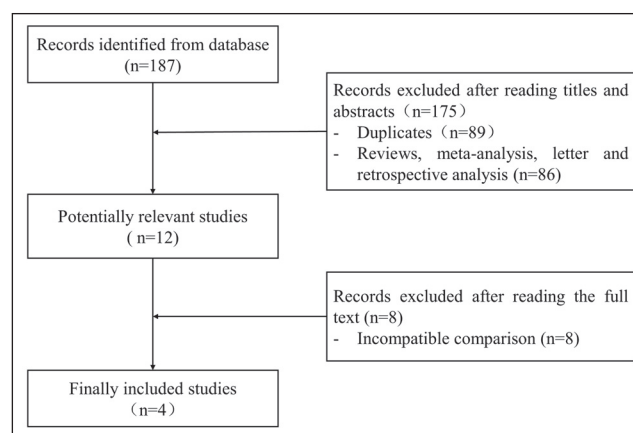 Records identified from database
(n=187)
Records excluded after reading titles and
abstracts（n=175）
- Duplicates（n=89）
- Reviews, meta-analysis, letter and
retrospective analysis (n=86)
Potentially relevant studies
( n=12)
Records excluded after reading the full
text (n=8)
- Incompatible comparison (n=8)
Finally included studies
（n=4）